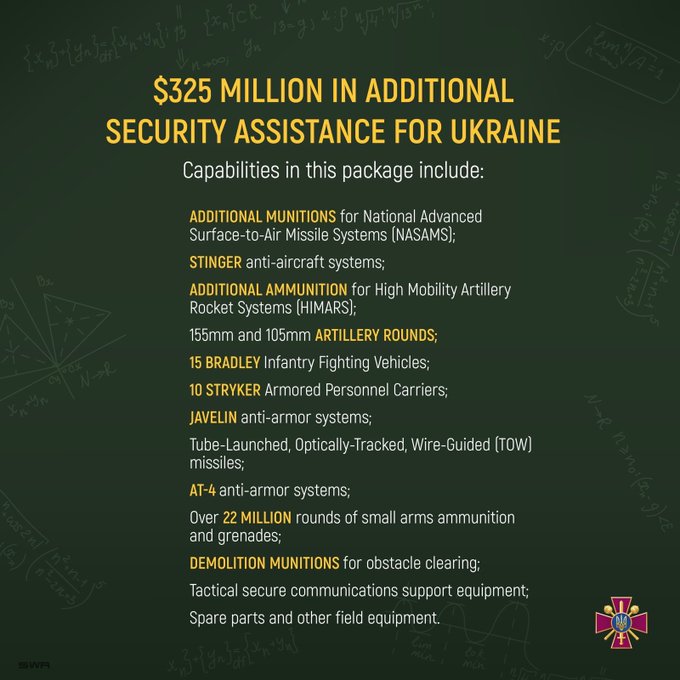 $325 MILLION IN ADDITIONAL
SECURITY ASSISTANCE FOR UKRAINE
Capabilities in this package include:
ADDITIONAL MUNITIONS for National Advanced
Surface-to-Air Missile Systems (NASAMS);
STINGER anti-aircraft systems;
ADDITIONAL AMMUNITION for High Mobility Artillery
Rocket Systems (HIMARS);
155mm and 105mm ARTILLERY ROUNDS;
15 BRADLEY Infantry Fighting Vehicles;
10 STRYKER Armored Personnel Carriers;
JAVELIN anti-armor systems;
Tube-Launched, Optically-Tracked, Wire-Guided (TOW)
missiles;
AT-4 anti-armor systems;
Over 22 MILLION rounds of small arms ammunition
and grenades;
DEMOLITION MUNITIONS for obstacle clearing;
Tactical secure communications support equipment;
Spare parts and other field equipment.